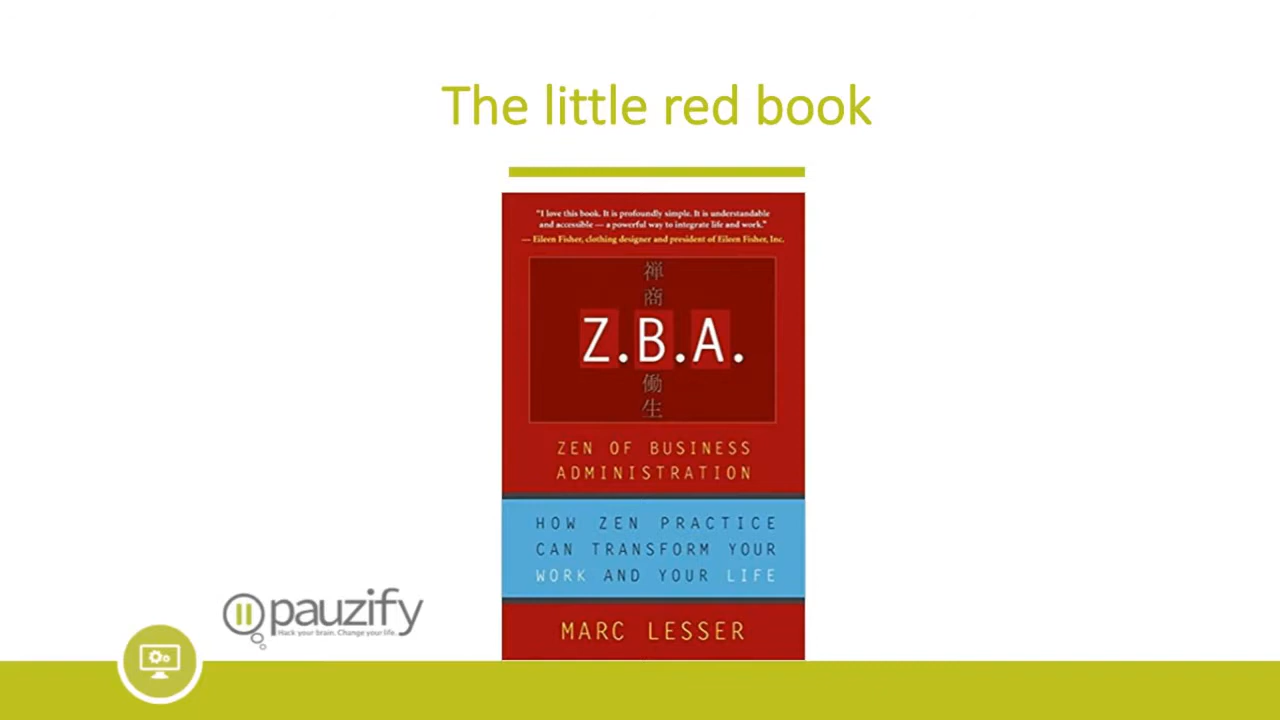 The little red book
"I love this book. It is profoundly simple. It is understandable
and accessible — a powerful way to integrate life and work."
— Eileen Fisher, clothing designer and president of Eileen Fisher, Inc.
禅
商
Z.B.A.
働
生
ZEN OF BUSINESS
ADMINISTRATION
HOW ZEN PRACTICE
CAN TRANSFORM YOUR
WORK AND YOUR LIFE
MARC LESSER
pauzify
Hack your brain. Change your life.